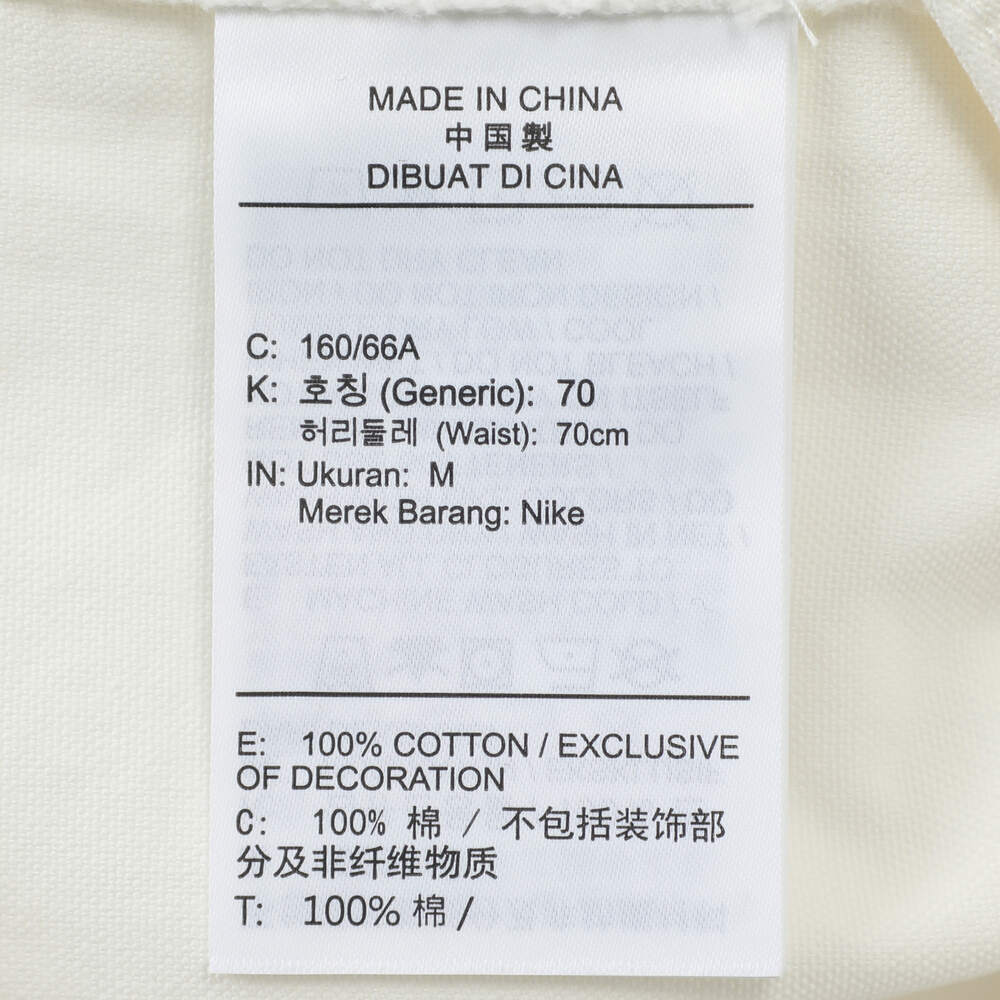 MADE IN CHINA
中国製
DIBUAT DI CINA
C: 160/66A
K: 호칭 (Generic): 70
허리둘레 (Waist): 70cm
IN: Ukuran: M
Merek Barang: Nike
E: 100% COTTON / EXCLUSIVE
OF DECORATION
C: 100% 棉 / 不包括装饰部
分及非纤维物质
T: 100% 棉 /